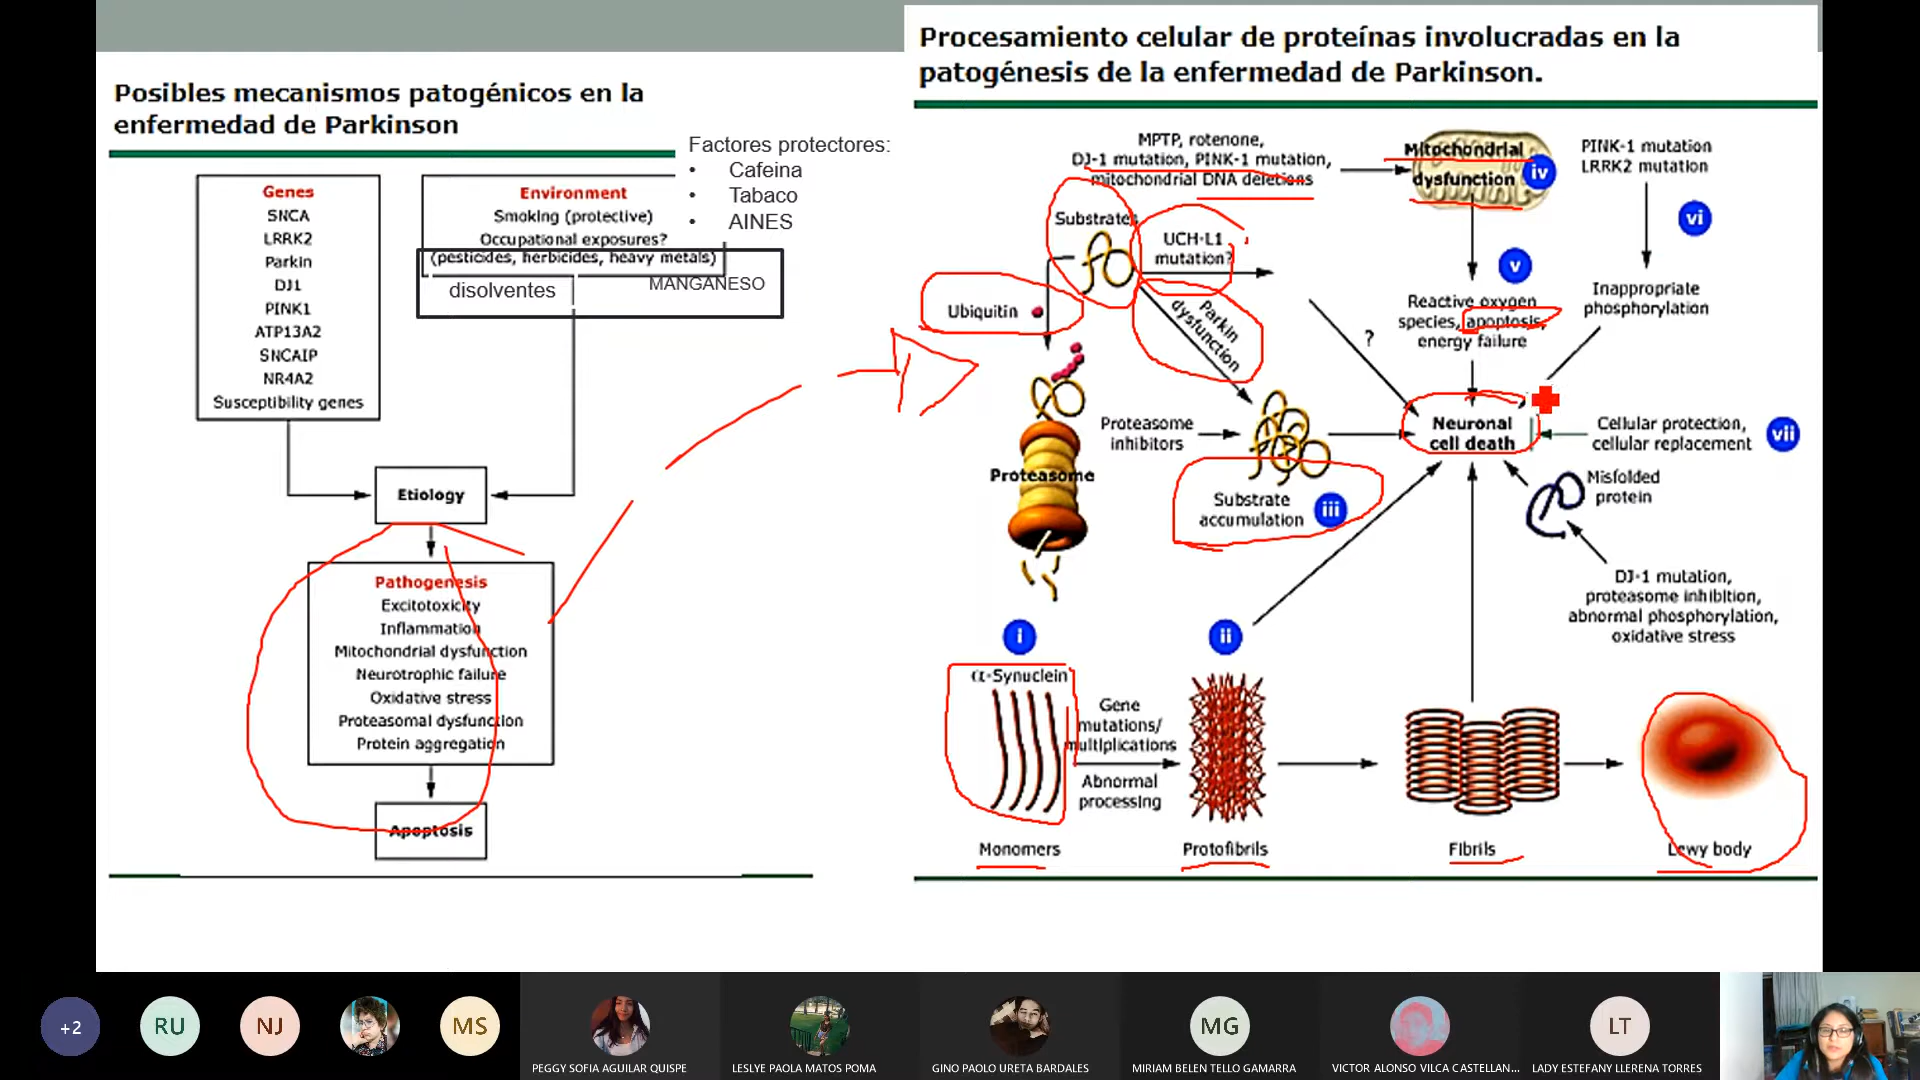 Posibles mecanismos patogénicos en la
enfermedad de Parkinson
Factores protectores:
• Cafeina
• Tabaco
• AINES
Genes
SNCA
LRRK2
Parkin
DJ1
PINK1
ATP13A2
SNCAIP
NR4A2
Susceptibility genes
Environment
Smoking (protective)
Occupational exposures?
(pesticides, herbicides, heavy metals)
disolventes
MANGANESO
Etiology
Pathogenesis
Excitotoxicity
Inflammation
Mitochondrial dysfunction
Neurotrophic failure
Oxidative stress
Proteasomal dysfunction
Protein aggregation
Apoptosis
Procesamiento celular de proteínas involucradas en la
patogénesis de la enfermedad de Parkinson.
MPTP, rotenone,
DJ-1 mutation, PINK-1 mutation,
mitochondrial DNA deletions
Mitochondrial
dysfunction
iv
PINK-1 mutation
LRRK2 mutation
vi
Substrates
UCH-L1
mutation?
v
Ubiquitin
Parkin
dysfunction
?
Reactive oxygen
species, apoptosis,
energy failure
Inappropriate
phosphorylation
Proteasome
inhibitors
Neuronal
cell death
Cellular protection,
cellular replacement
vii
Proteasome
Substrate
accumulation
iii
Misfolded
protein
DJ-1 mutation,
proteasome inhibition,
abnormal phosphorylation,
oxidative stress
i
ii
α-Synuclein
Gene
mutations/
multiplications
Abnormal
processing
Monomers
Protofibrils
Fibrils
Lewy body
+2
RU
NJ
MS
PEGGY SOFIA AGUILAR QUISPE
LESLYE PAOLA MATOS POMA
GINO PAOLO URETA BARDALES
MG
MIRIAM BELEN TELLO GAMARRA
VICTOR ALONSO VILCA CASTELLAN...
LT
LADY ESTEFANY LLERENA TORRES